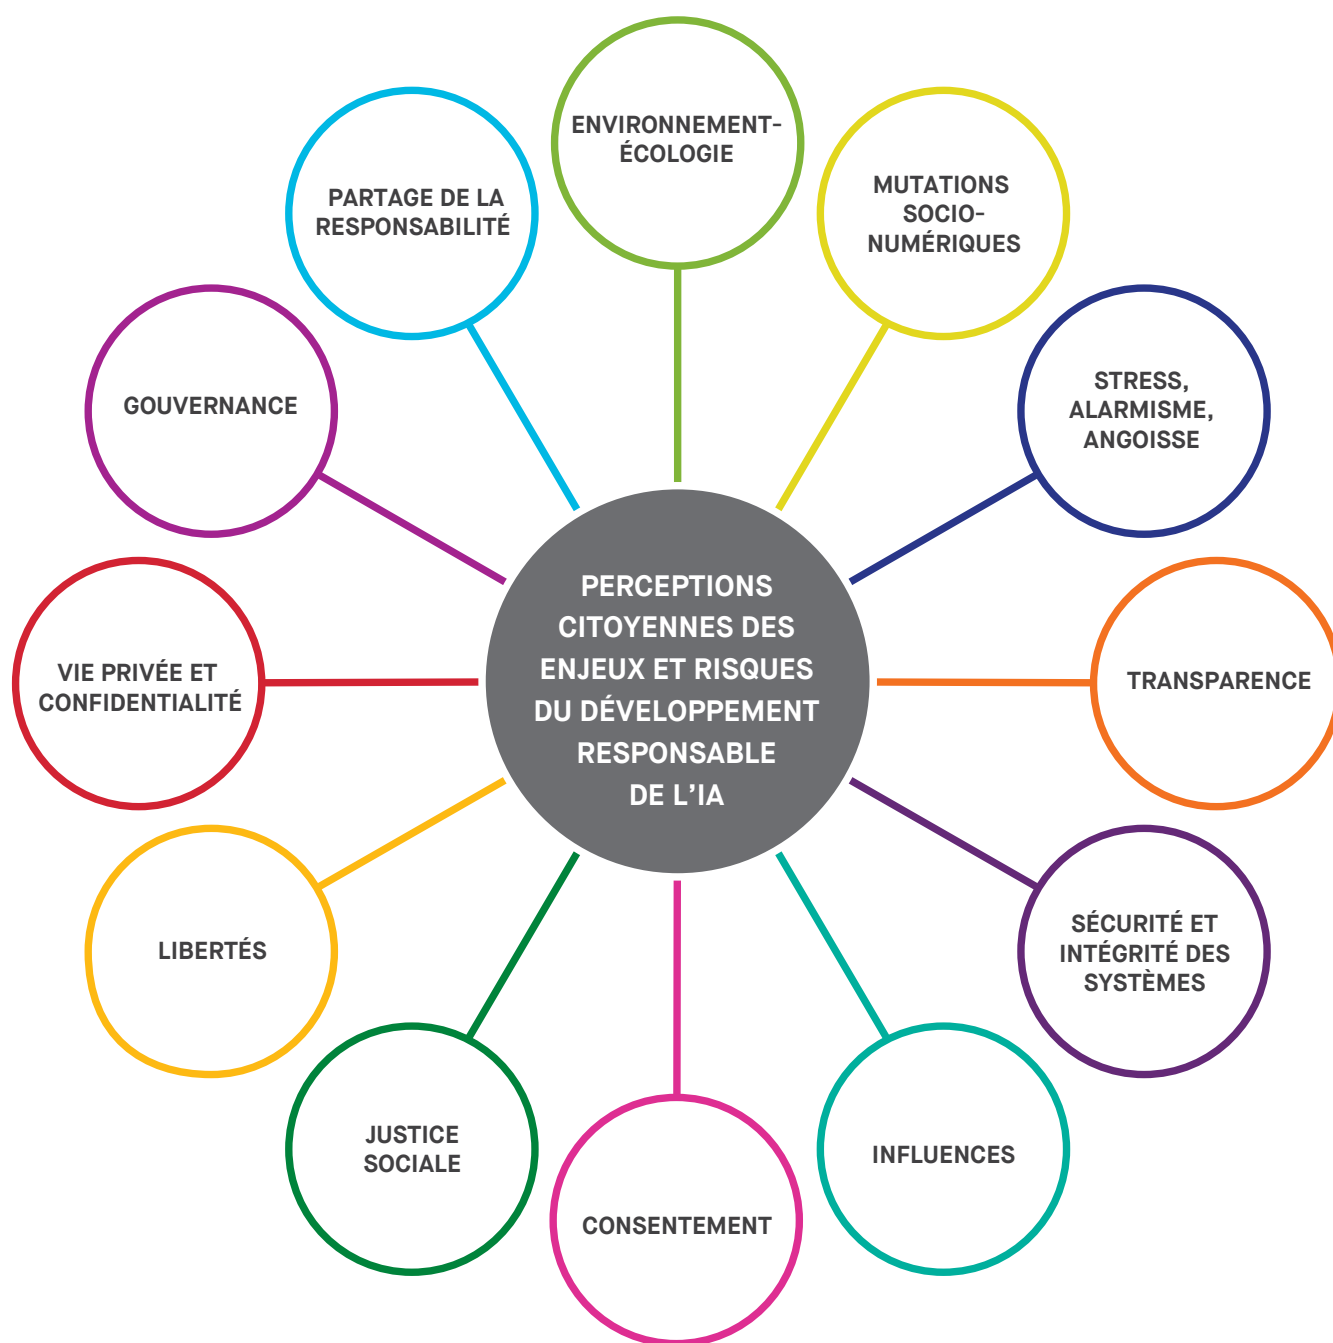 ENVIRONNEMENT-
ÉCOLOGIE
MUTATIONS
SOCIO-
NUMÉRIQUES
STRESS,
ALARMISME,
ANGOISSE
TRANSPARENCE
SÉCURITÉ ET
INTÉGRITÉ DES
SYSTÈMES
INFLUENCES
CONSENTEMENT
JUSTICE
SOCIALE
LIBERTÉS
VIE PRIVÉE ET
CONFIDENTIALITÉ
GOUVERNANCE
PARTAGE DE LA
RESPONSABILITÉ
PERCEPTIONS
CITOYENNES DES
ENJEUX ET RISQUES
DU DÉVELOPPEMENT
RESPONSABLE
DE L’IA